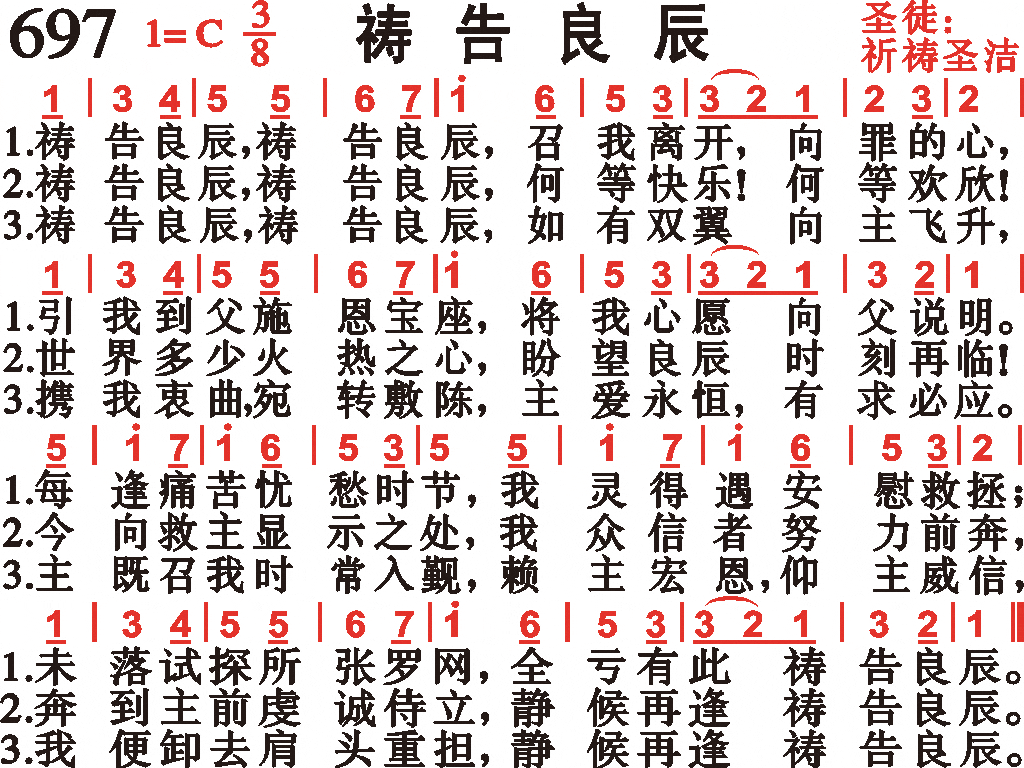 697 1=C 3/8 祷告良辰 圣徒：
祈祷圣洁
1 | 3 4 | 5 5 | 6 7 | i 6 | 5 3 | 3 2 1 | 2 3 | 2 |
1.祷告良辰，祷告良辰，召我离开，向罪的心，
2.祷告良辰，祷告良辰，何等快乐！何等欢欣！
3.祷告良辰，祷告良辰，如有双翼向主飞升，
1 | 3 4 | 5 5 | 6 7 | i 6 | 5 3 | 3 2 1 | 3 2 | 1 |
1.引我到父施恩宝座，将我心愿向父说明。
2.世界多少火热之心，盼望良辰时刻再临！
3.携我衷曲，宛转敷陈，主爱永恒，有求必应。
5 | i 7 | i 6 | 5 3 | 5 5 | i 7 | i 6 | 5 3 | 2 |
1.每逢痛苦忧愁时节，我灵得遇安慰救拯；
2.今向救主显示之处，我众信者努力前奔，
3.主既召我时常入觐，赖主宏恩，仰主威信，
1 | 3 4 | 5 5 | 6 7 | i 6 | 5 3 | 3 2 1 | 3 2 | 1 ‖
1.未落试探所张罗网，全亏有此祷告良辰。
2.奔到主前虔诚侍立，静候再逢祷告良辰。
3.我便卸去肩头重担，静候再逢祷告良辰。